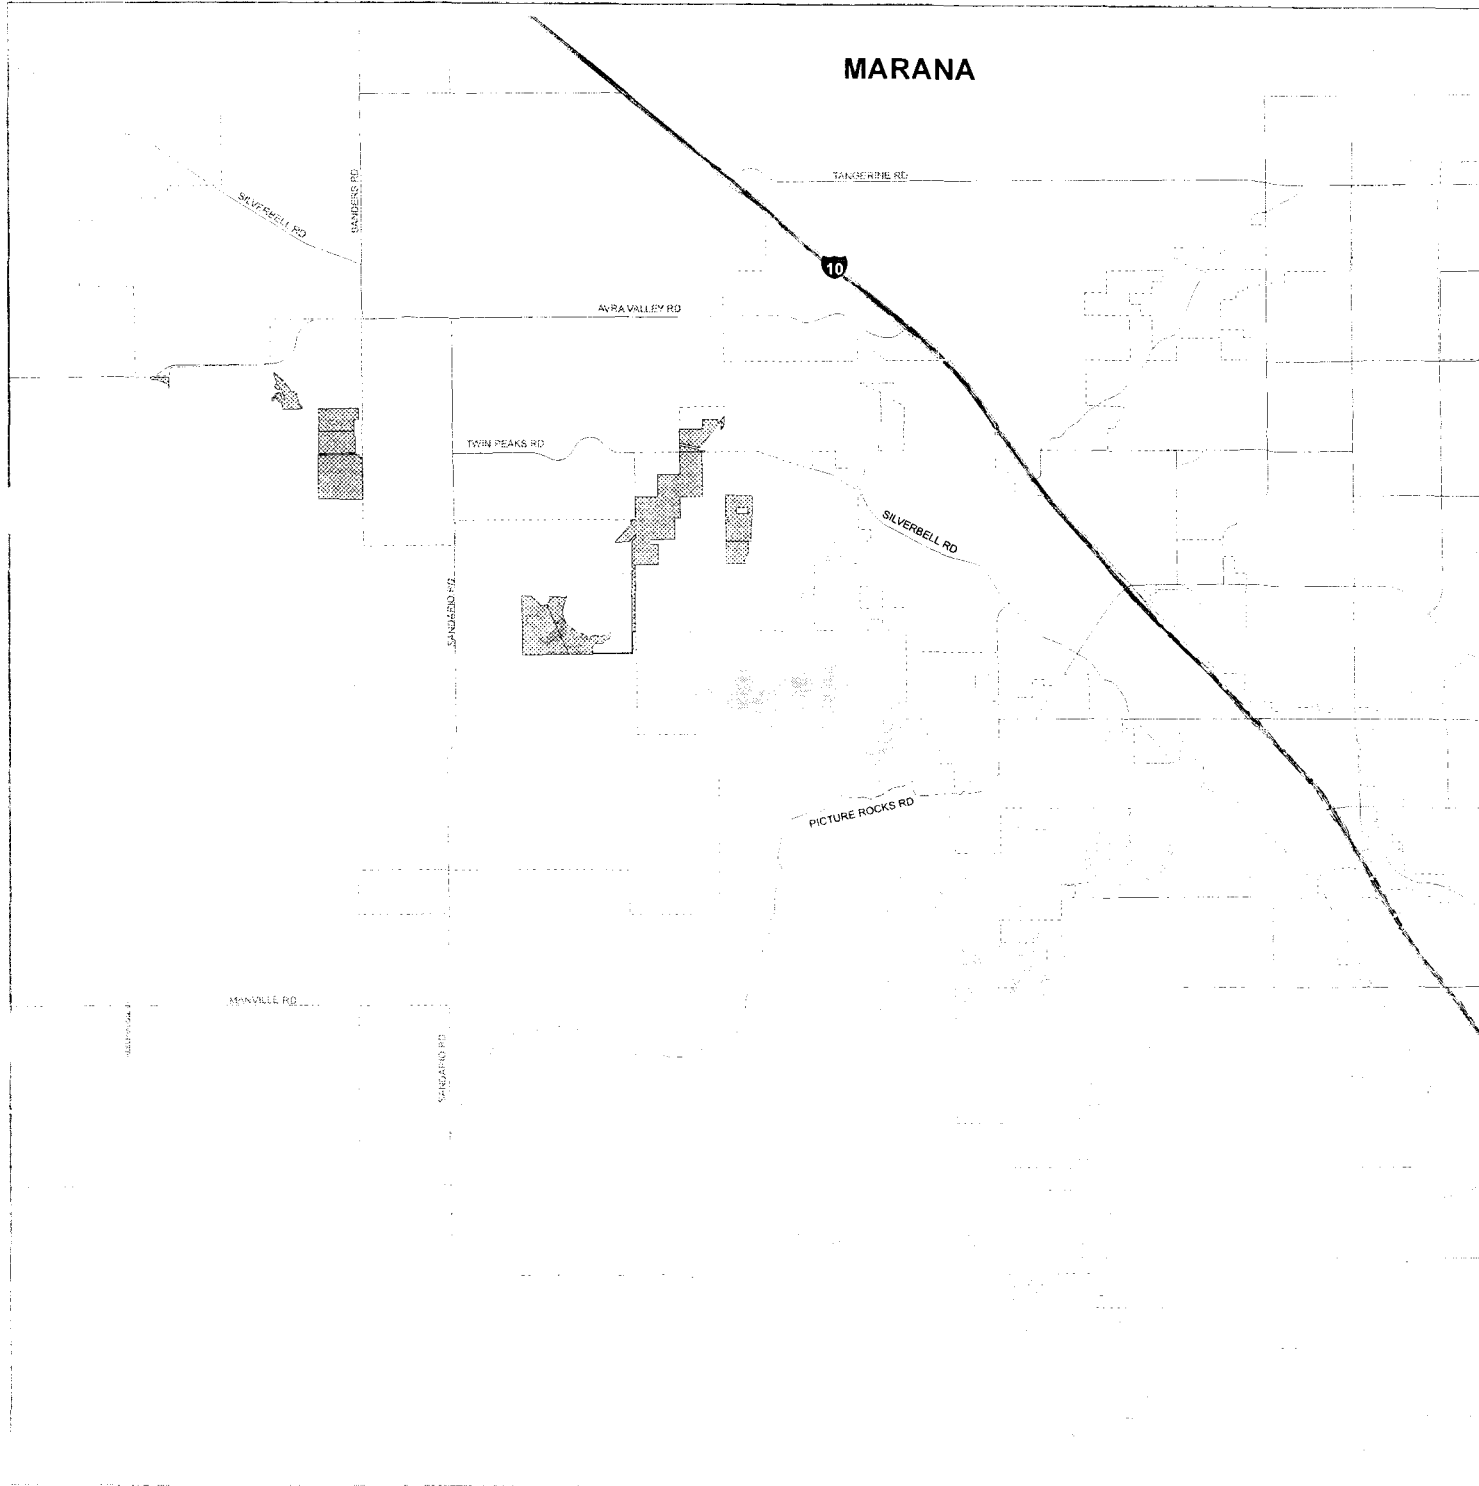 MARANA
TANGERINE RD
SANDERS RD
SILVERBELL RD
10
AVRA VALLEY RD
TWIN PEAKS RD
SILVERBELL RD
SANDARIO RD
PICTURE ROCKS RD
MANVILLE RD
SANDARIO RD